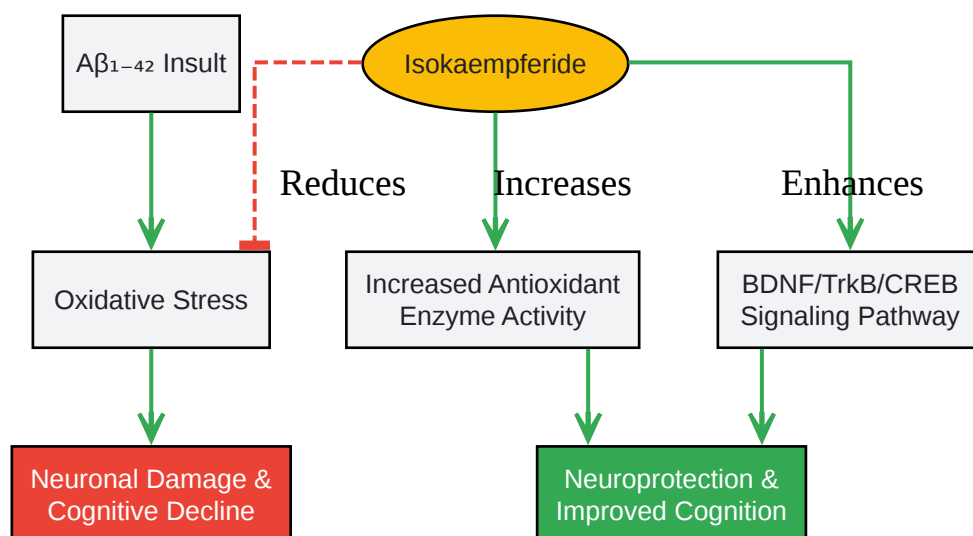 Aβ₁₋₄₂ Insult
Isokaempferide
Reduces
Increases
Enhances
Oxidative Stress
Increased Antioxidant
Enzyme Activity
BDNF/TrkB/CREB
Signaling Pathway
Neuronal Damage &
Cognitive Decline
Neuroprotection &
Improved Cognition